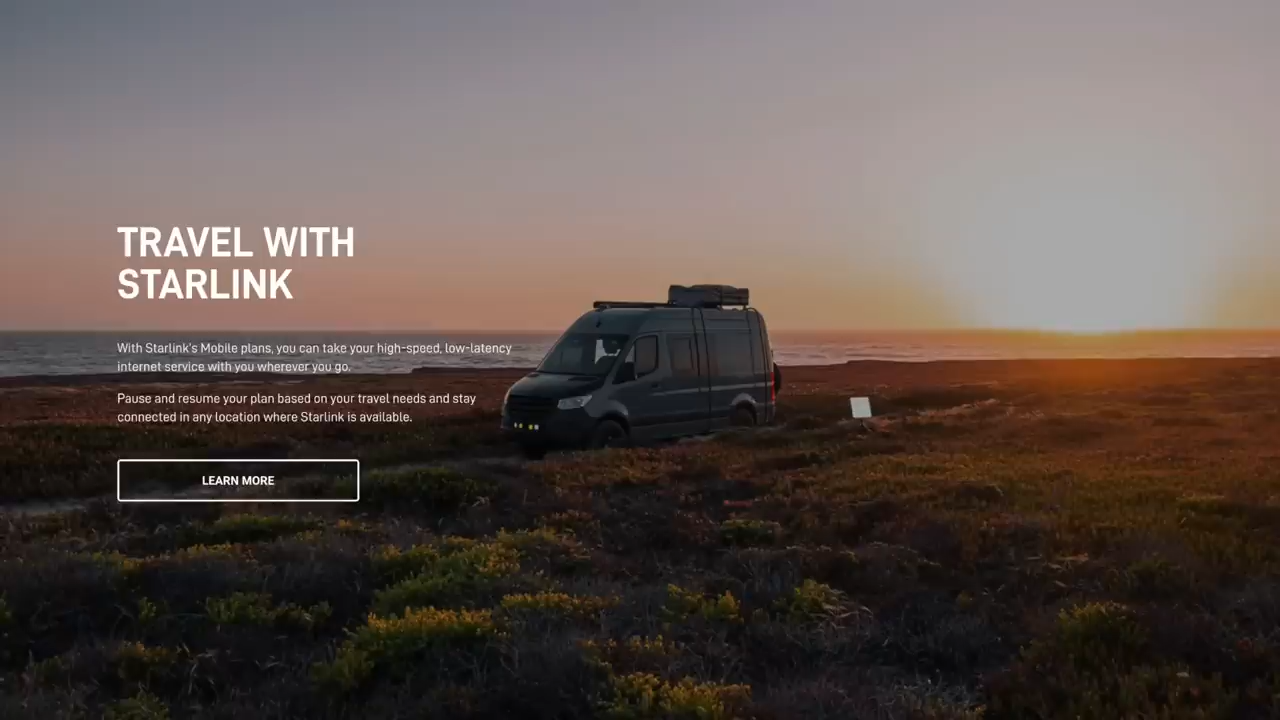 TRAVEL WITH
STARLINK
With Starlink's Mobile plans, you can take your high-speed, low-latency
internet service with you wherever you go.
Pause and resume your plan based on your travel needs and stay
connected in any location where Starlink is available.
LEARN MORE